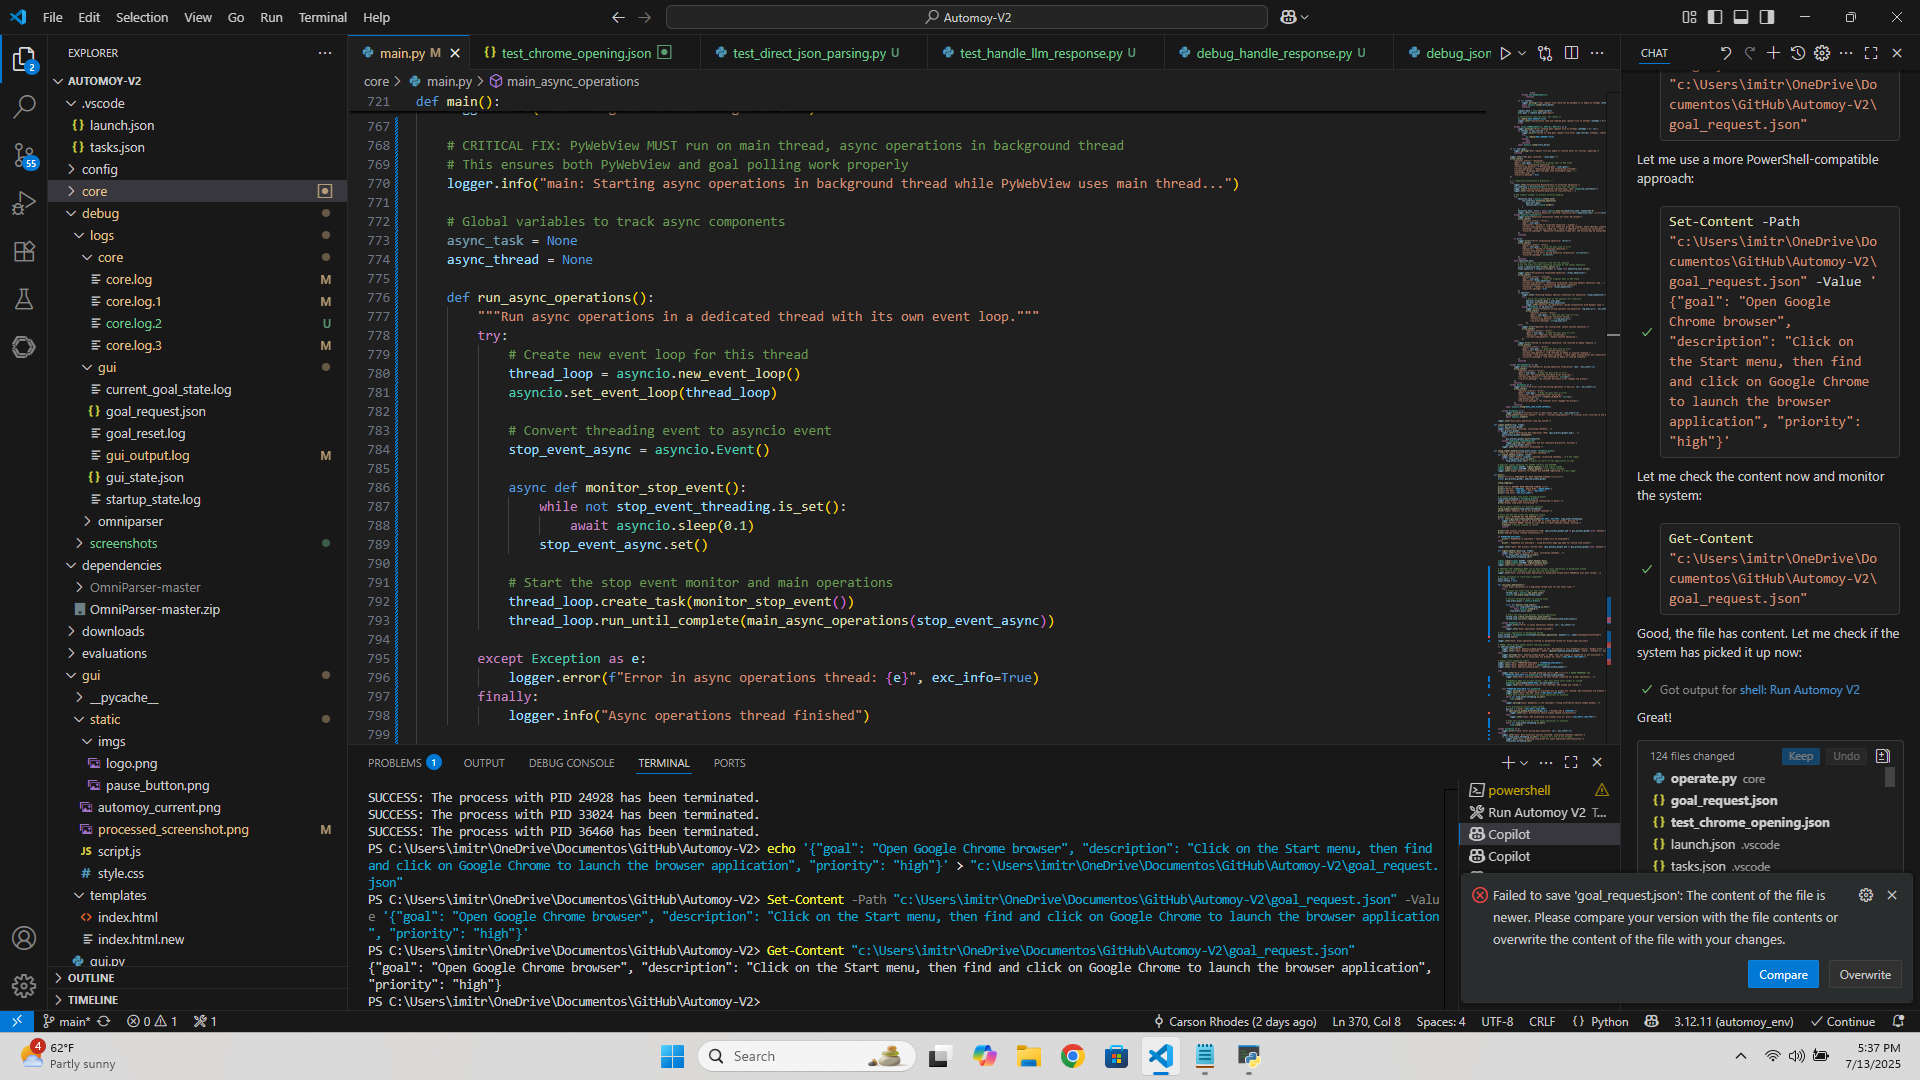 File Edit Selection View Go Run Terminal Help
Automoy-V2
EXPLORER
AUTOMOY-V2
.vscode
launch.json
tasks.json
config
core
debug
logs
core
core.log M
core.log.1 M
core.log.2 U
core.log.3 M
gui
current_goal_state.log
goal_request.json
goal_reset.log
gui_output.log M
gui_state.json
startup_state.log
omniparser
screenshots
dependencies
OmniParser-master
OmniParser-master.zip
downloads
evaluations
gui
__pycache__
static
imgs
logo.png
pause_button.png
automoy_current.png
processed_screenshot.png M
script.js
style.css
templates
index.html
index.html.new
gui.py
OUTLINE
TIMELINE
2
55
main.py M
test_chrome_opening.json
test_direct_json_parsing.py U
test_handle_llm_response.py U
debug_handle_response.py U
debug_json
core > main.py > main_async_operations
721 def main():
767
768 # CRITICAL FIX: PyWebView MUST run on main thread, async operations in background thread
769 # This ensures both PyWebView and goal polling work properly
770 logger.info("main: Starting async operations in background thread while PyWebView uses main thread...")
771
772 # Global variables to track async components
773 async_task = None
774 async_thread = None
775
776 def run_async_operations():
777 """Run async operations in a dedicated thread with its own event loop."""
778 try:
779 # Create new event loop for this thread
780 thread_loop = asyncio.new_event_loop()
781 asyncio.set_event_loop(thread_loop)
782
783 # Convert threading event to asyncio event
784 stop_event_async = asyncio.Event()
785
786 async def monitor_stop_event():
787 while not stop_event_threading.is_set():
788 await asyncio.sleep(0.1)
789 stop_event_async.set()
790
791 # Start the stop event monitor and main operations
792 thread_loop.create_task(monitor_stop_event())
793 thread_loop.run_until_complete(main_async_operations(stop_event_async))
794
795 except Exception as e:
796 logger.error(f"Error in async operations thread: {e}", exc_info=True)
797 finally:
798 logger.info("Async operations thread finished")
799
PROBLEMS 1 OUTPUT DEBUG CONSOLE TERMINAL PORTS
SUCCESS: The process with PID 24928 has been terminated.
SUCCESS: The process with PID 33024 has been terminated.
SUCCESS: The process with PID 36460 has been terminated.
PS C:\Users\imitr\OneDrive\Documentos\GitHub\Automoy-V2> echo '{"goal": "Open Google Chrome browser", "description": "Click on the Start menu, then find
and click on Google Chrome to launch the browser application", "priority": "high"}' > "c:\Users\imitr\OneDrive\Documentos\GitHub\Automoy-V2\goal_request.
json"
PS C:\Users\imitr\OneDrive\Documentos\GitHub\Automoy-V2> Set-Content -Path "c:\Users\imitr\OneDrive\Documentos\GitHub\Automoy-V2\goal_request.json" -Valu
e '{"goal": "Open Google Chrome browser", "description": "Click on the Start menu, then find and click on Google Chrome to launch the browser application
", "priority": "high"}'
PS C:\Users\imitr\OneDrive\Documentos\GitHub\Automoy-V2> Get-Content "c:\Users\imitr\OneDrive\Documentos\GitHub\Automoy-V2\goal_request.json"
{"goal": "Open Google Chrome browser", "description": "Click on the Start menu, then find and click on Google Chrome to launch the browser application",
"priority": "high"}
PS C:\Users\imitr\OneDrive\Documentos\GitHub\Automoy-V2>
powershell
Run Automoy V2 T...
Copilot
Copilot
CHAT
"c:\Users\imitr\OneDrive\Do
cumentos\GitHub\Automoy-V2\
goal_request.json"
Let me use a more PowerShell-compatible
approach:
Set-Content -Path
"c:\Users\imitr\OneDrive\Do
cumentos\GitHub\Automoy-V2\
goal_request.json" -Value '
{"goal": "Open Google
Chrome browser",
"description": "Click on
the Start menu, then find
and click on Google Chrome
to launch the browser
application", "priority":
"high"}'
Let me check the content now and monitor
the system:
Get-Content
"c:\Users\imitr\OneDrive\Do
cumentos\GitHub\Automoy-V2\
goal_request.json"
Good, the file has content. Let me check if the
system has picked it up now:
Got output for shell: Run Automoy V2
Great!
124 files changed Keep Undo
operate.py core
goal_request.json
test_chrome_opening.json
launch.json .vscode
tasks.json .vscode
Failed to save 'goal_request.json': The content of the file is
newer. Please compare your version with the file contents or
overwrite the content of the file with your changes.
Compare Overwrite
main* 0 1 1
Carson Rhodes (2 days ago) Ln 370, Col 8 Spaces: 4 UTF-8 CRLF {} Python 3.12.11 (automoy_env) Continue
4
62°F
Partly sunny
Search
5:37 PM
7/13/2025